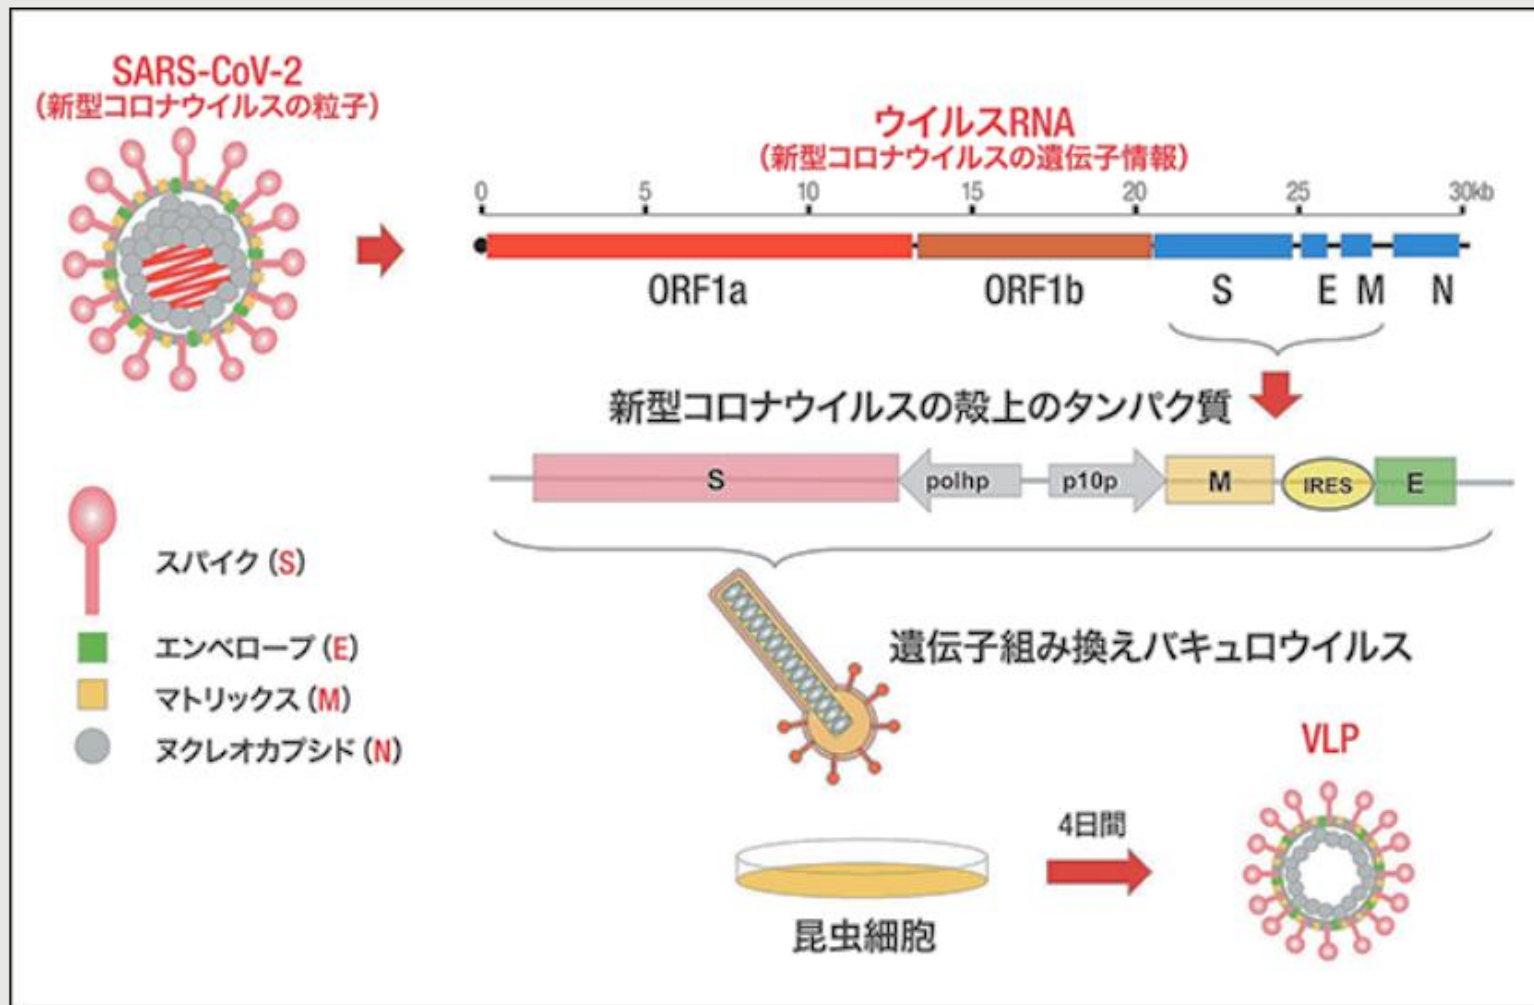 SARS-CoV-2
(新型コロナウイルスの粒子)
ウイルスRNA
(新型コロナウイルスの遺伝子情報)
0 5 10 15 20 25 30kb
ORF1a ORF1b S E M N
新型コロナウイルスの殻上のタンパク質
S polhp p10p M IRES E
スパイク(S)
エンベロープ(E)
マトリックス(M)
ヌクレオカプシド(N)
遺伝子組み換えバキュロウイルス
VLP
4日間
昆虫細胞